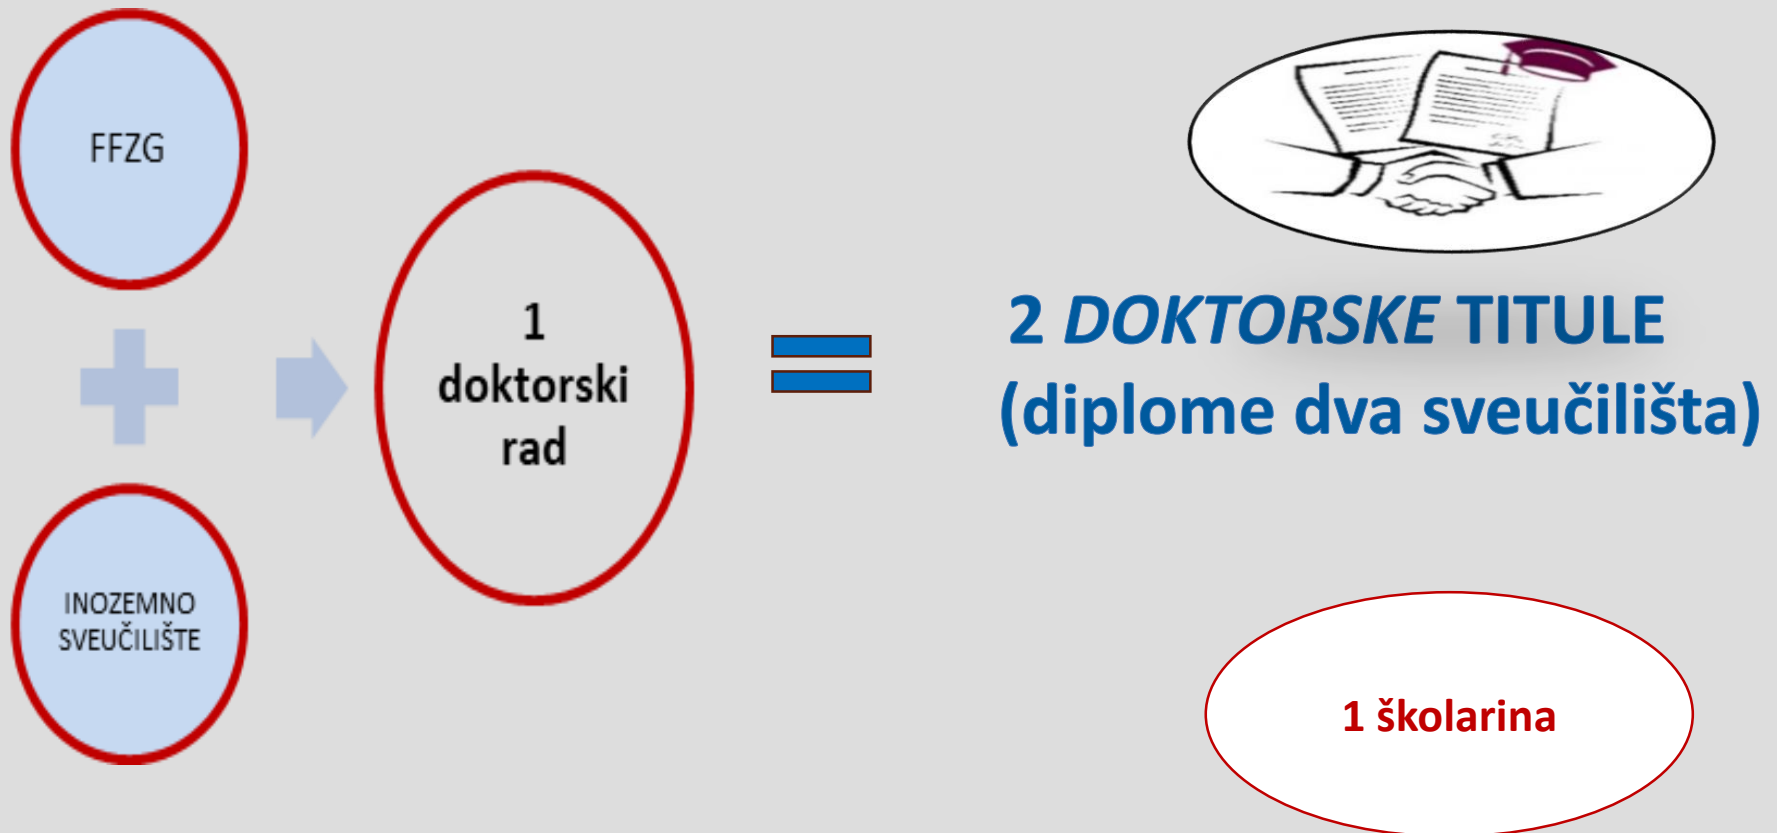 FFZG
INOZEMNO
SVEUČILIŠTE
1
doktorski
rad
2 DOKTORSKE TITULE
(diplome dva sveučilišta)
1 školarina